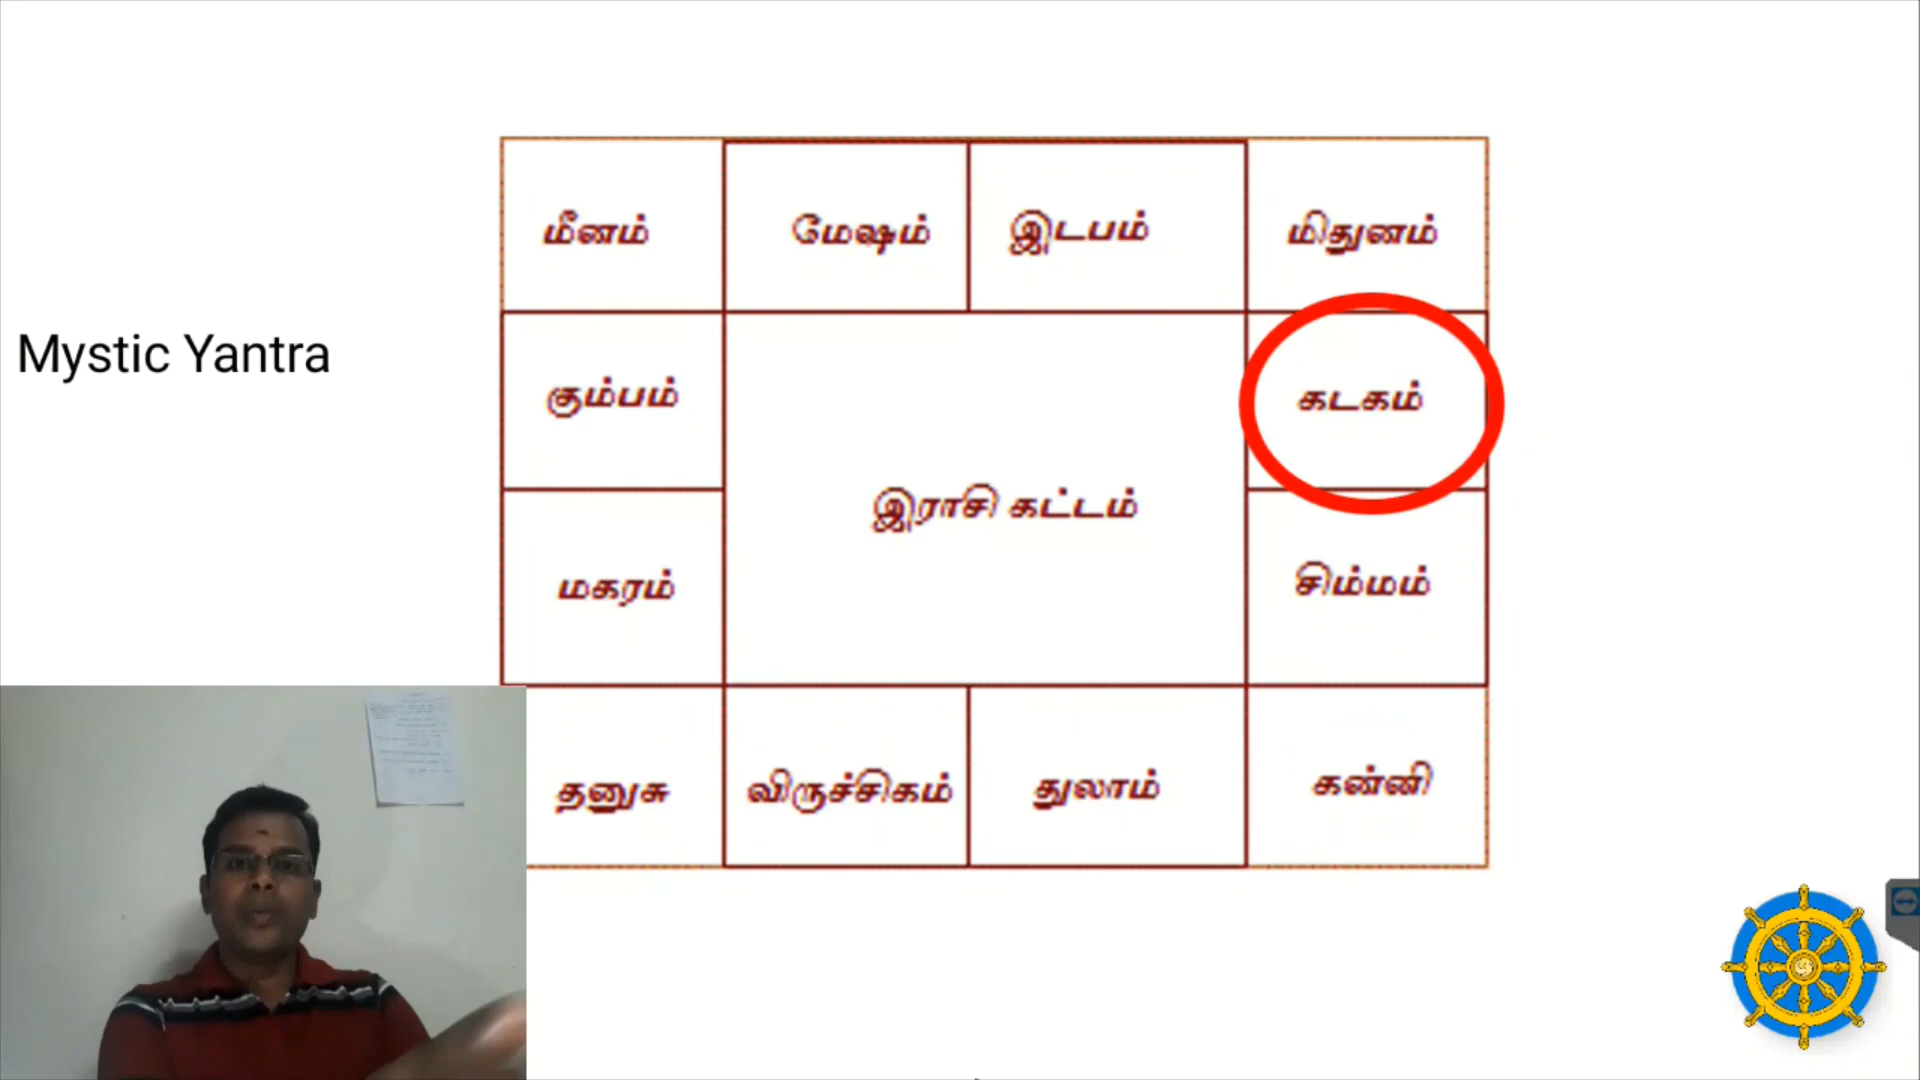 மீனம்
மேஷம்
இடபம்
மிதுனம்
Mystic Yantra
கும்பம்
கடகம்
இராசி கட்டம்
மகரம்
சிம்மம்
தனுசு
விருச்சிகம்
துலாம்
கன்னி